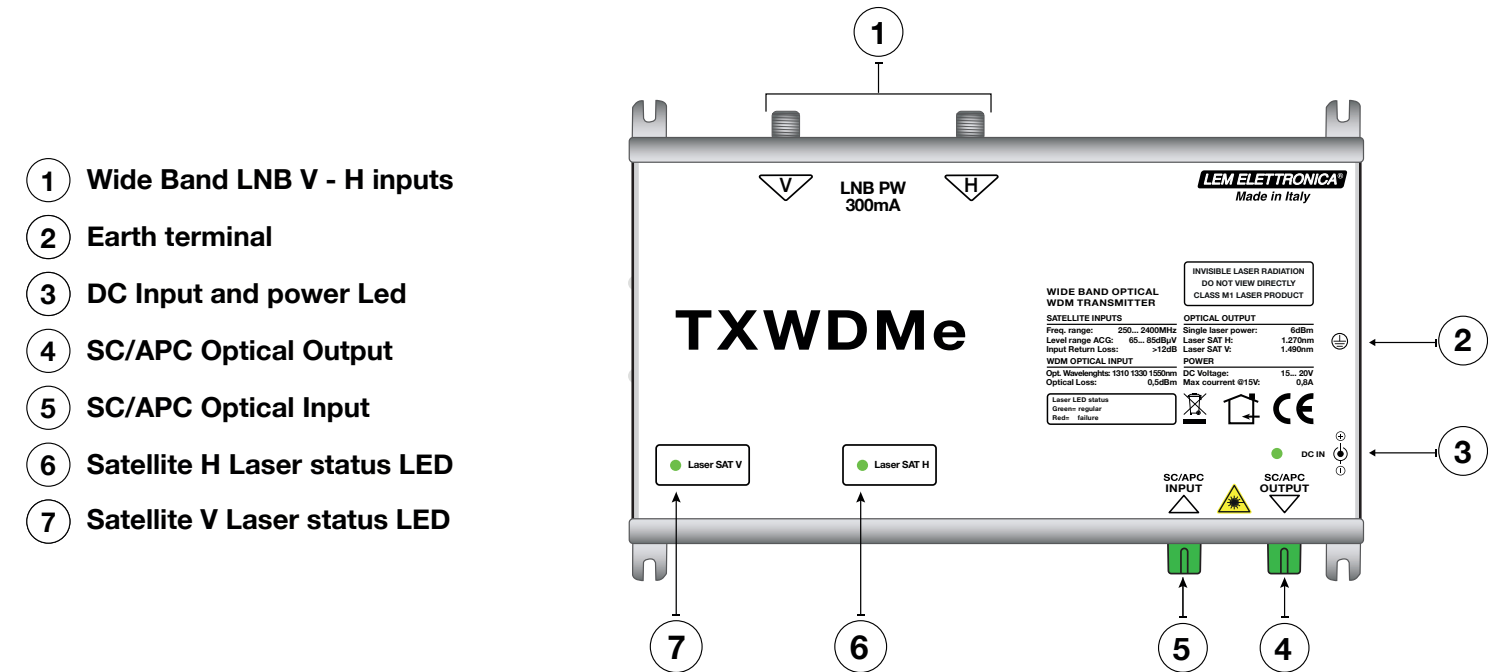 1 Wide Band LNB V - H inputs
2 Earth terminal
3 DC Input and power Led
4 SC/APC Optical Output
5 SC/APC Optical Input
6 Satellite H Laser status LED
7 Satellite V Laser status LED
1
V
LNB PW
300mA
H
LEM ELETTRONICA®
Made in Italy
INVISIBLE LASER RADIATION
DO NOT VIEW DIRECTLY
CLASS M1 LASER PRODUCT
TXWDMe
WIDE BAND OPTICAL
WDM TRANSMITTER
SATELLITE INPUTS
Freq. range: 250... 2400MHz
Level range ACG: 65... 85dBµV
Input Return Loss: >12dB
WDM OPTICAL INPUT
Opt. Wavelenghts: 1310 1330 1550nm
Optical Loss: 0,5dBm
OPTICAL OUTPUT
Single laser power: 6dBm
Laser SAT H: 1.270nm
Laser SAT V: 1.490nm
POWER
DC Voltage: 15... 20V
Max courrent @15V: 0,8A
Laser LED status
Green= regular
Red= failure
CE
2
DC IN
3
Laser SAT V
Laser SAT H
SC/APC
INPUT
SC/APC
OUTPUT
7
6
5
4